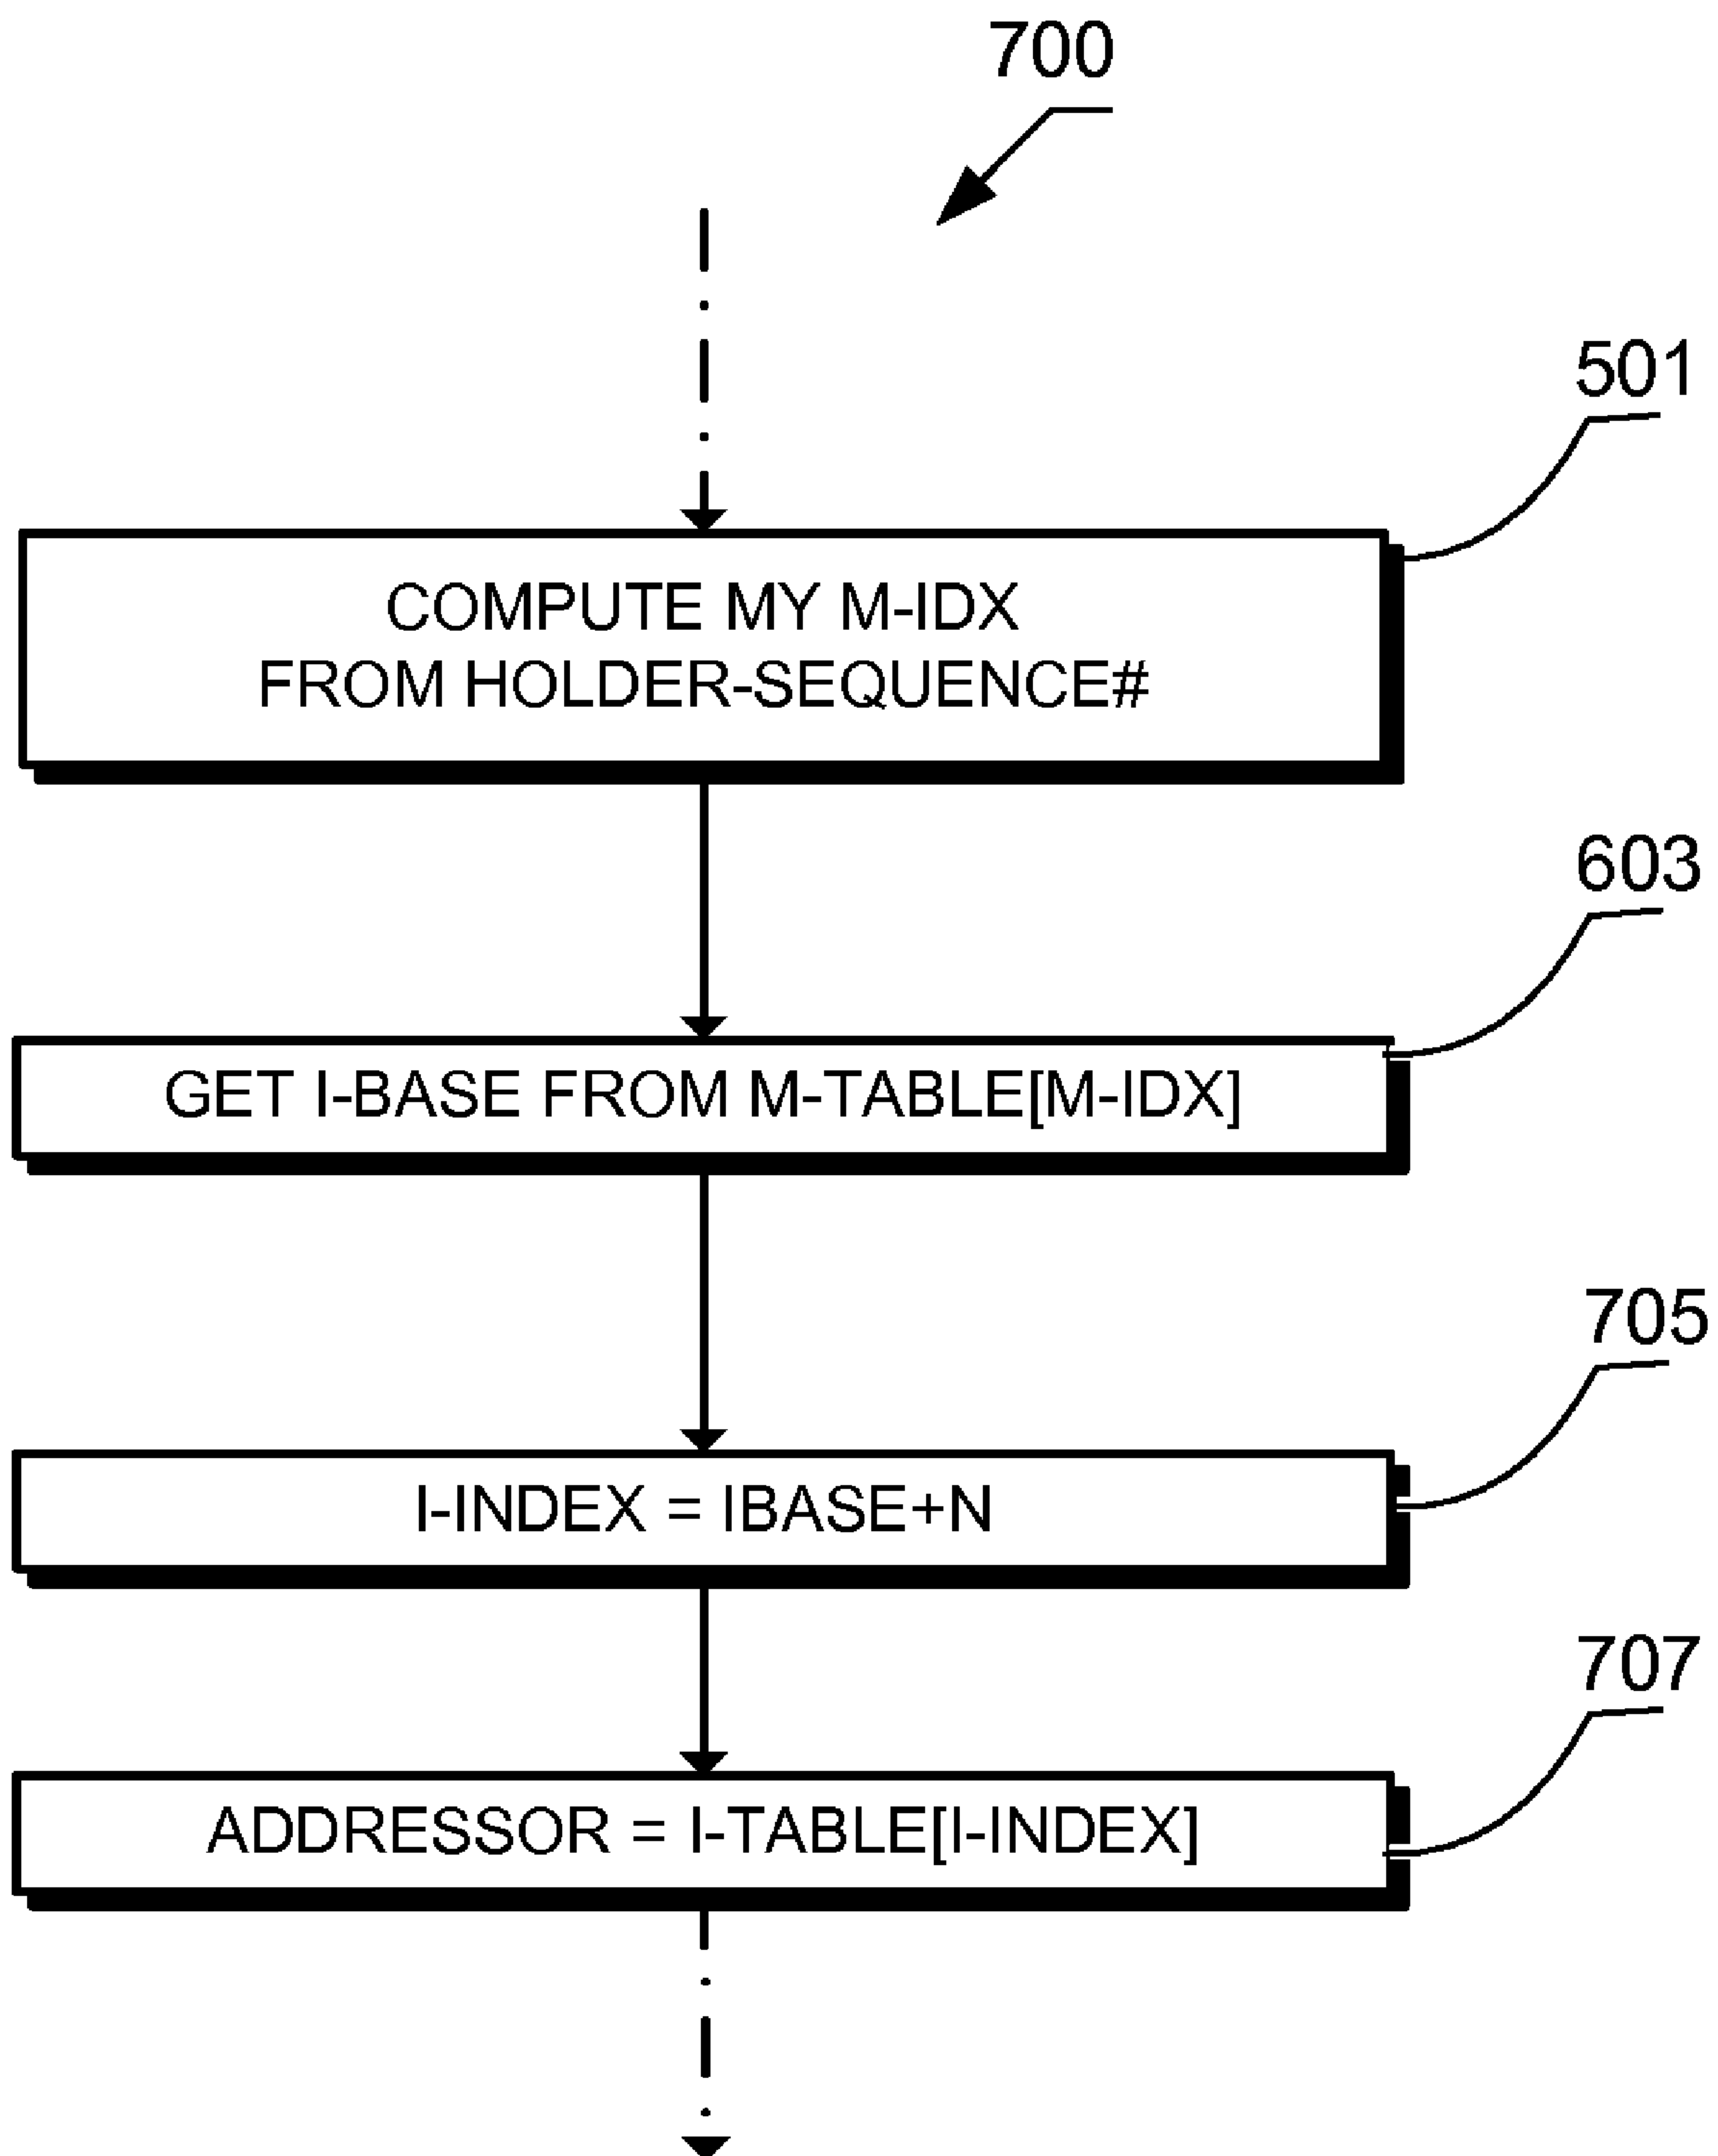 700
501
COMPUTE MY M-IDX
FROM HOLDER-SEQUENCE#
603
GET I-BASE FROM M-TABLE[M-IDX]
705
I-INDEX = IBASE+N
707
ADDRESSOR = I-TABLE[I-INDEX]